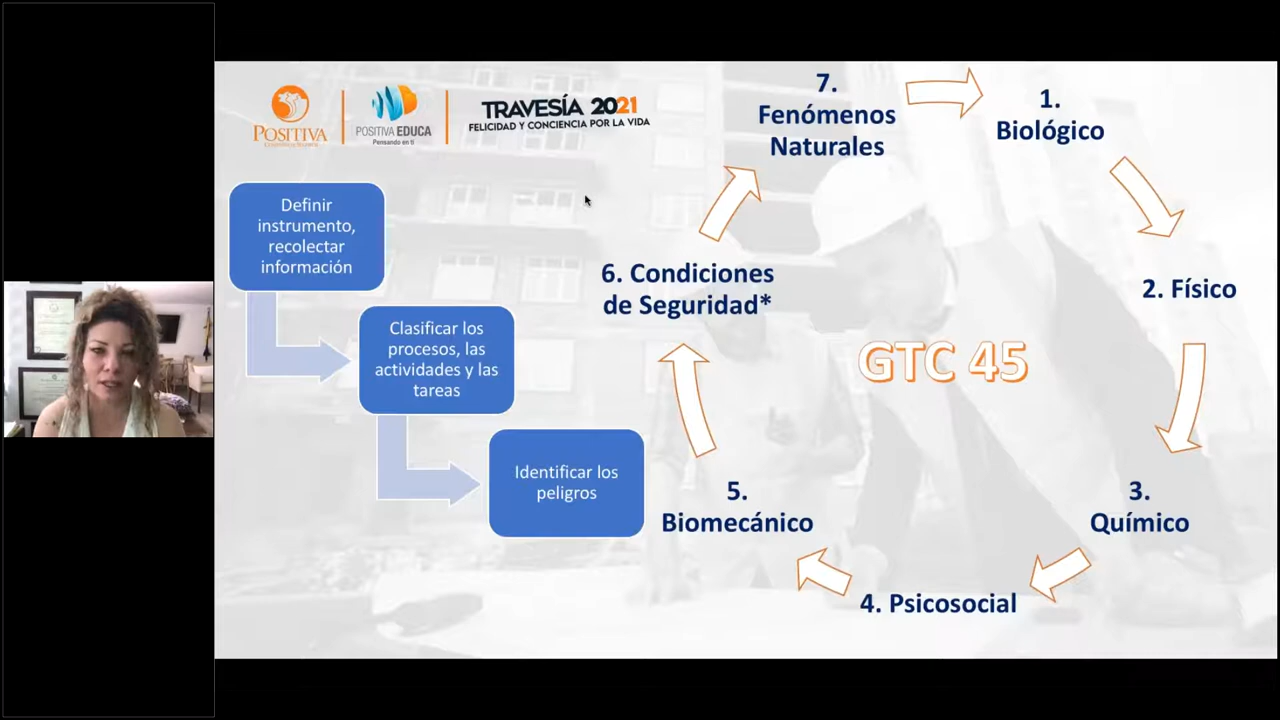 POSITIVA
POSITIVA EDUCA
Pensando en ti
TRAVESÍA 2021
FELICIDAD Y CONCIENCIA POR LA VIDA
Definir
instrumento,
recolectar
información
Clasificar los
procesos, las
actividades y las
tareas
Identificar los
peligros
7.
Fenómenos
Naturales
1.
Biológico
2. Físico
3.
Químico
4. Psicosocial
5.
Biomecánico
6. Condiciones
de Seguridad*
GTC 45